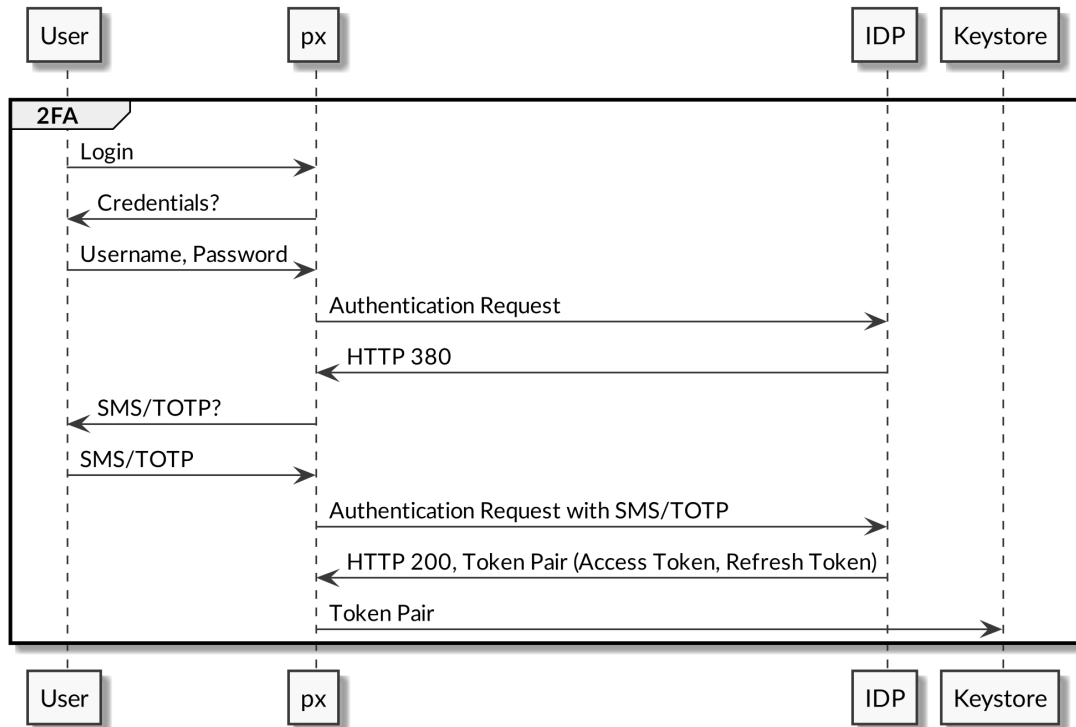 User px IDP Keystore
2FA
Login
Credentials?
Username, Password
Authentication Request
HTTP 380
SMS/TOTP?
SMS/TOTP
Authentication Request with SMS/TOTP
HTTP 200, Token Pair (Access Token, Refresh Token)
Token Pair
User px IDP Keystore